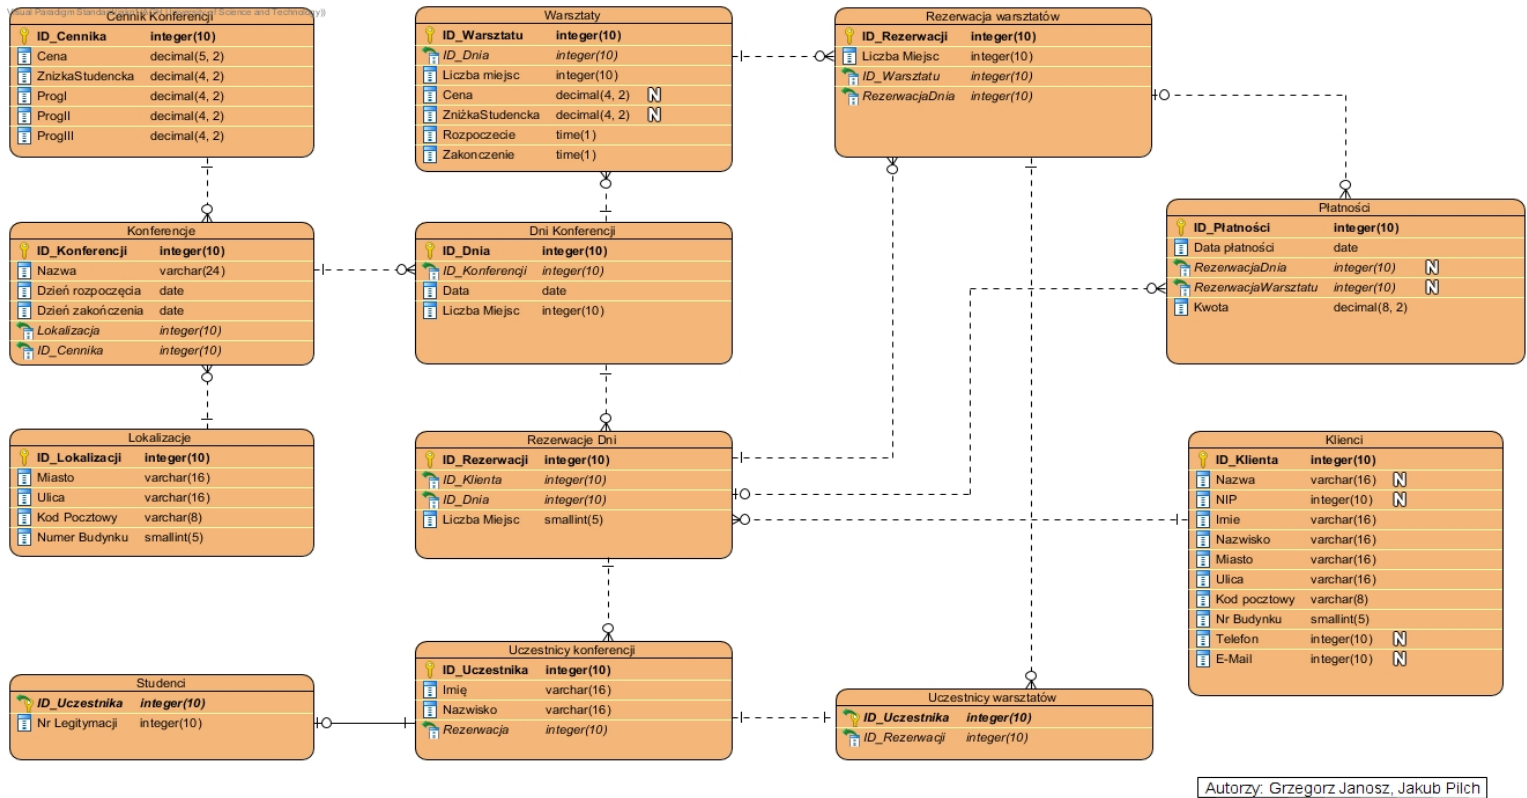 Visual Paradigm Standard University of Science and Technology))
Cennik Konferencji
ID_Cennika integer(10)
Cena decimal(5, 2)
ZnizkaStudencka decimal(4, 2)
ProgI decimal(4, 2)
ProgII decimal(4, 2)
ProgIII decimal(4, 2)
Warsztaty
ID_Warsztatu integer(10)
ID_Dnia integer(10)
Liczba miejsc integer(10)
Cena decimal(4, 2) N
ZniżkaStudencka decimal(4, 2) N
Rozpoczecie time(1)
Zakonczenie time(1)
Rezerwacja warsztatów
ID_Rezerwacji integer(10)
Liczba Miejsc integer(10)
ID_Warsztatu integer(10)
RezerwacjaDnia integer(10)
Płatności
ID_Płatności integer(10)
Data płatności date
RezerwacjaDnia integer(10) N
RezerwacjaWarsztatu integer(10) N
Kwota decimal(8, 2)
Konferencje
ID_Konferencji integer(10)
Nazwa varchar(24)
Dzień rozpoczęcia date
Dzień zakończenia date
Lokalizacja integer(10)
ID_Cennika integer(10)
Dni Konferencji
ID_Dnia integer(10)
ID_Konferencji integer(10)
Data date
Liczba Miejsc integer(10)
Lokalizacje
ID_Lokalizacji integer(10)
Miasto varchar(16)
Ulica varchar(16)
Kod Pocztowy varchar(8)
Numer Budynku smallint(5)
Rezerwacje Dni
ID_Rezerwacji integer(10)
ID_Klienta integer(10)
ID_Dnia integer(10)
Liczba Miejsc smallint(5)
Klienci
ID_Klienta integer(10)
Nazwa varchar(16) N
NIP integer(10) N
Imie varchar(16)
Nazwisko varchar(16)
Miasto varchar(16)
Ulica varchar(16)
Kod pocztowy varchar(8)
Nr Budynku smallint(5)
Telefon integer(10) N
E-Mail integer(10) N
Studenci
ID_Uczestnika integer(10)
Nr Legitymacji integer(10)
Uczestnicy konferencji
ID_Uczestnika integer(10)
Imię varchar(16)
Nazwisko varchar(16)
Rezerwacja integer(10)
Uczestnicy warsztatów
ID_Uczestnika integer(10)
ID_Rezerwacji integer(10)
Autorzy: Grzegorz Janosz, Jakub Pilch